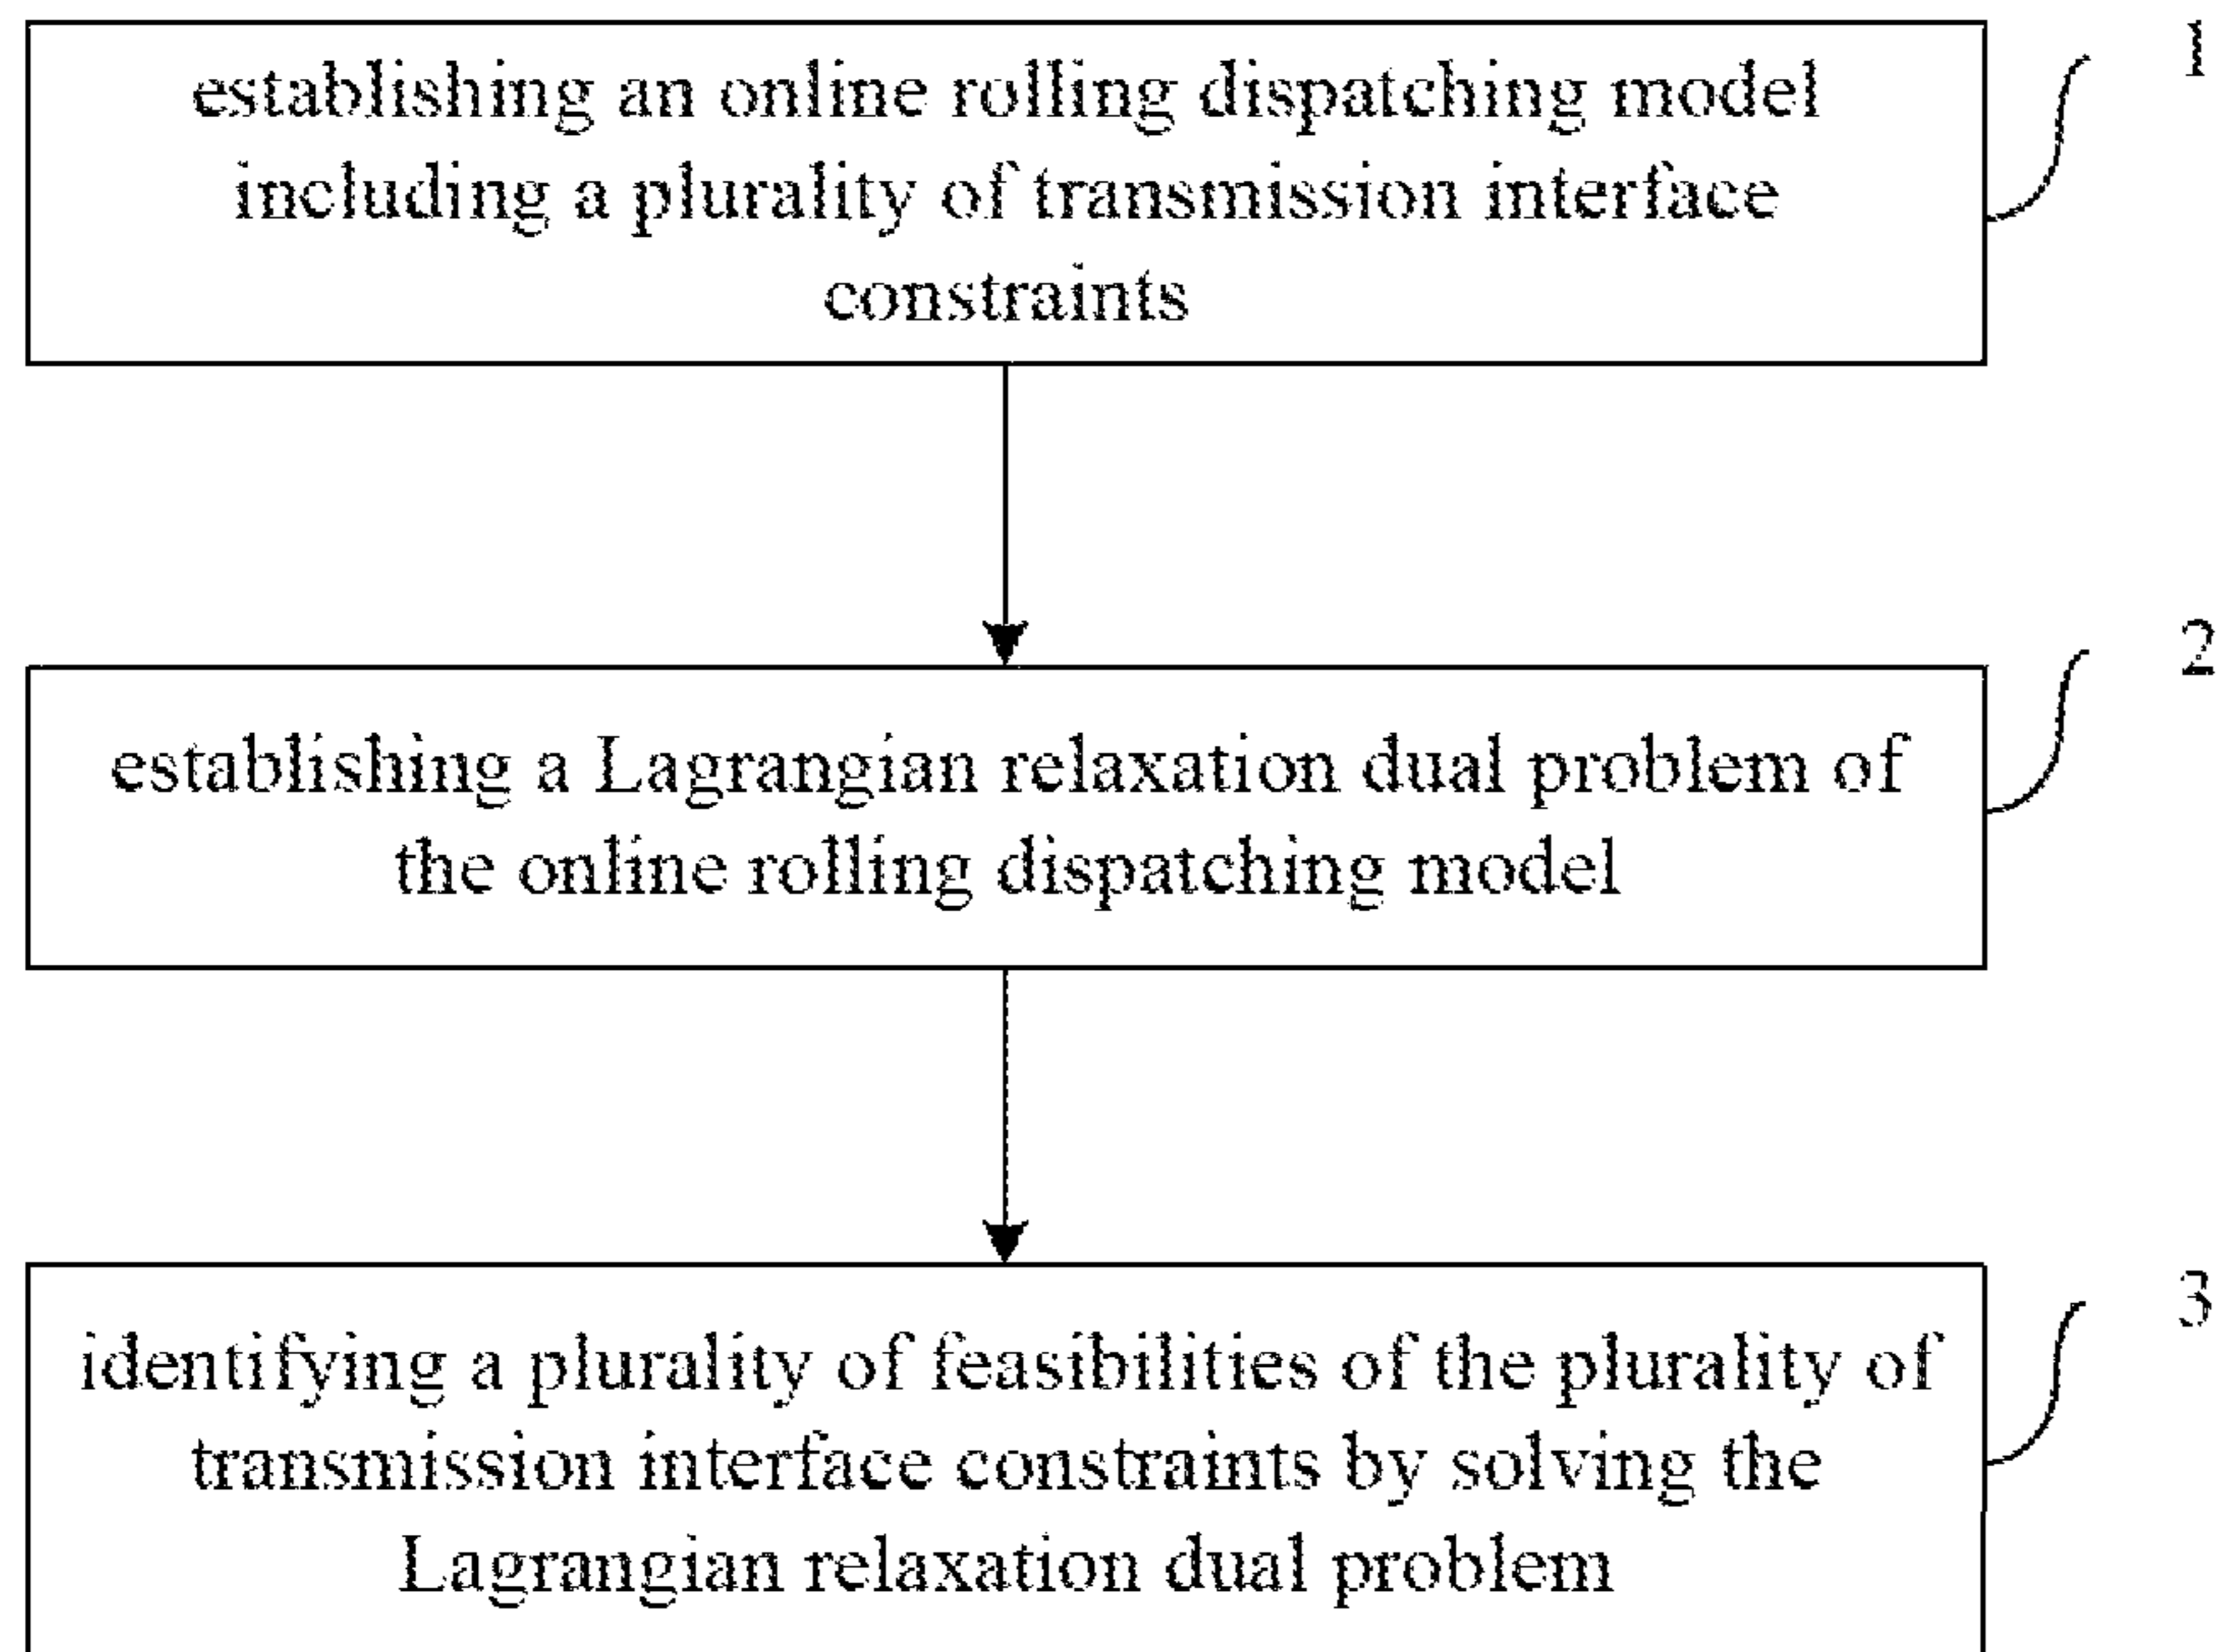 establishing an online rolling dispatching model
including a plurality of transmission interface
constraints
1
establishing a Lagrangian relaxation dual problem of
the online rolling dispatching model
2
identifying a plurality of feasibilities of the plurality of
transmission interface constraints by solving the
Lagrangian relaxation dual problem
3